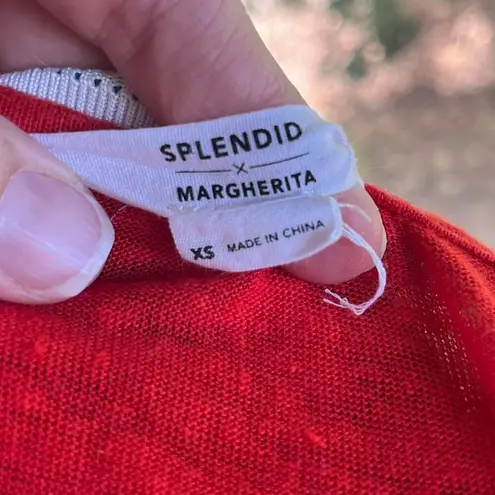 SPLENDID
×
MARGHERITA
XS MADE IN CHINA